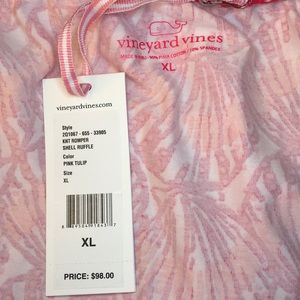 vineyard vines
XL
vineyardvines.com
Style
2Q1067 - 655 - 33905
KNT ROMPER
SHELL RUFFLE
Color
PINK TULIP
Size
XL
XL
PRICE: $98.00